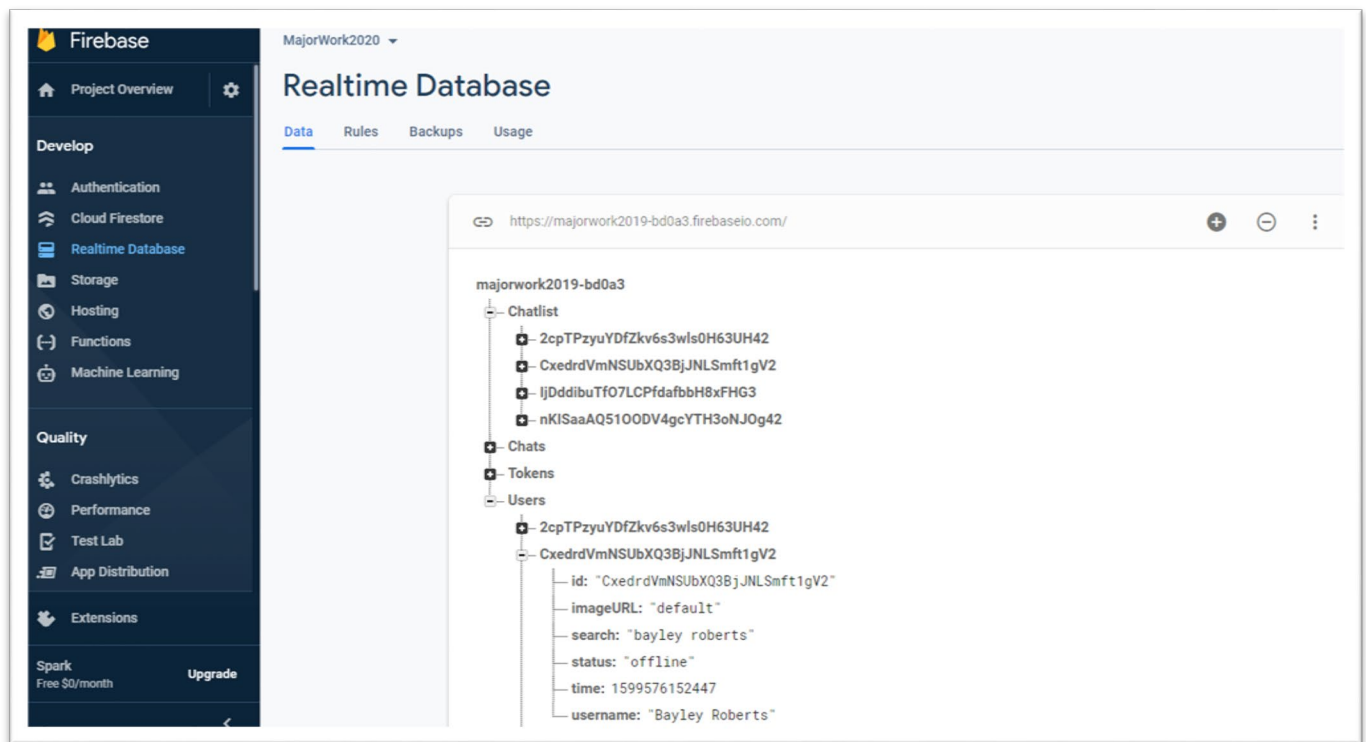 Firebase
Project Overview
Develop
Authentication
Cloud Firestore
Realtime Database
Storage
Hosting
Functions
Machine Learning
Quality
Crashlytics
Performance
Test Lab
App Distribution
Extensions
Spark
Free $0/month
Upgrade
MajorWork2020
Realtime Database
Data Rules Backups Usage
https://majorwork2019-bd0a3.firebaseio.com/
majorwork2019-bd0a3
Chatlist
2cpTPzyuYDfZkv6s3wls0H63UH42
CxedrdVmNSUbXQ3BjJNLSmft1gV2
IjDddibuTfO7LCPfdafbbH8xFHG3
nKISaaAQ51OODV4gcYTH3oNJOg42
Chats
Tokens
Users
2cpTPzyuYDfZkv6s3wls0H63UH42
CxedrdVmNSUbXQ3BjJNLSmft1gV2
id: "CxedrdVmNSUbXQ3BjJNLSmft1gV2"
imageURL: "default"
search: "bayley roberts"
status: "offline"
time: 1599576152447
username: "Bayley Roberts"